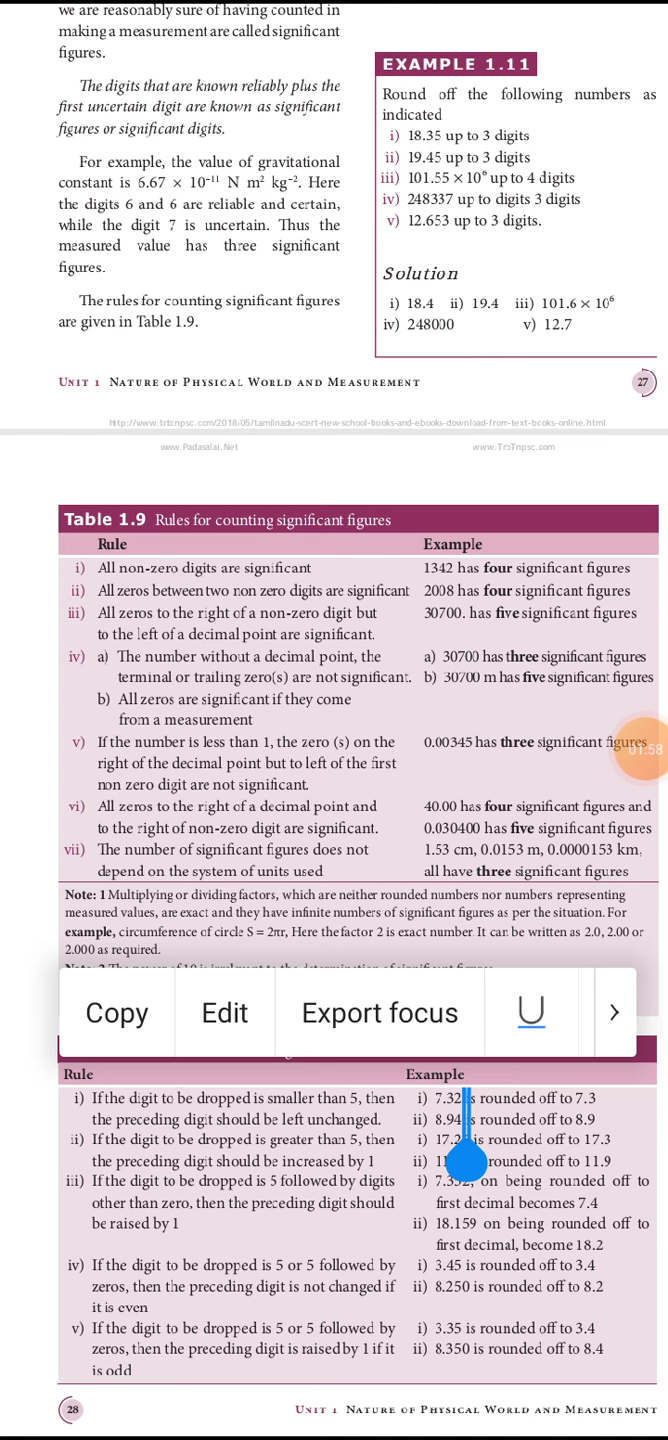 we are reasonably sure of having counted in
making a measurement are called significant
figures.
The digits that are known reliably plus the
first uncertain digit are known as significant
figures or significant digits.
For example, the value of gravitational
constant is 6.67 × 10⁻¹¹ N m² kg⁻². Here
the digits 6 and 6 are reliable and certain,
while the digit 7 is uncertain. Thus the
measured value has three significant
figures.
The rules for counting significant figures
are given in Table 1.9.
EXAMPLE 1.11
Round off the following numbers as
indicated
i) 18.35 up to 3 digits
ii) 19.45 up to 3 digits
iii) 101.55 × 10⁶ up to 4 digits
iv) 248337 up to digits 3 digits
v) 12.653 up to 3 digits.
Solution
i) 18.4 ii) 19.4 iii) 101.6 × 10⁶
iv) 248000 v) 12.7
UNIT 1 NATURE OF PHYSICAL WORLD AND MEASUREMENT 27
http://www.trbtnpsc.com/2018/05/tamilnadu-scert-new-school-books-and-ebooks-download-from-text-books-online.html
www.Padasalai.Net www.TrbTnpsc.com
Table 1.9 Rules for counting significant figures
Rule Example
i) All non-zero digits are significant 1342 has four significant figures
ii) All zeros between two non zero digits are significant 2008 has four significant figures
iii) All zeros to the right of a non-zero digit but 30700. has five significant figures
to the left of a decimal point are significant.
iv) a) The number without a decimal point, the a) 30700 has three significant figures
terminal or trailing zero(s) are not significant. b) 30700 m has five significant figures
b) All zeros are significant if they come
from a measurement
v) If the number is less than 1, the zero (s) on the 0.00345 has three significant figures
right of the decimal point but to left of the first
non zero digit are not significant.
01:58
vi) All zeros to the right of a decimal point and 40.00 has four significant figures and
to the right of non-zero digit are significant. 0.030400 has five significant figures
vii) The number of significant figures does not 1.53 cm, 0.0153 m, 0.0000153 km,
depend on the system of units used all have three significant figures
Note: 1 Multiplying or dividing factors, which are neither rounded numbers nor numbers representing
measured values, are exact and they have infinite numbers of significant figures as per the situation. For
example, circumference of circle S = 2πr, Here the factor 2 is exact number. It can be written as 2.0, 2.00 or
2.000 as required.
Copy Edit Export focus U >
Rule Example
i) If the digit to be dropped is smaller than 5, then i) 7.32 is rounded off to 7.3
the preceding digit should be left unchanged. ii) 8.94 is rounded off to 8.9
ii) If the digit to be dropped is greater than 5, then i) 17.2 is rounded off to 17.3
the preceding digit should be increased by 1 ii) rounded off to 11.9
iii) If the digit to be dropped is 5 followed by digits i) 7.352, on being rounded off to
other than zero, then the preceding digit should first decimal becomes 7.4
be raised by 1 ii) 18.159 on being rounded off to
first decimal, become 18.2
iv) If the digit to be dropped is 5 or 5 followed by i) 3.45 is rounded off to 3.4
zeros, then the preceding digit is not changed if ii) 8.250 is rounded off to 8.2
it is even
v) If the digit to be dropped is 5 or 5 followed by i) 3.35 is rounded off to 3.4
zeros, then the preceding digit is raised by 1 if it ii) 8.350 is rounded off to 8.4
is odd
28 UNIT 1 NATURE OF PHYSICAL WORLD AND MEASUREMENT